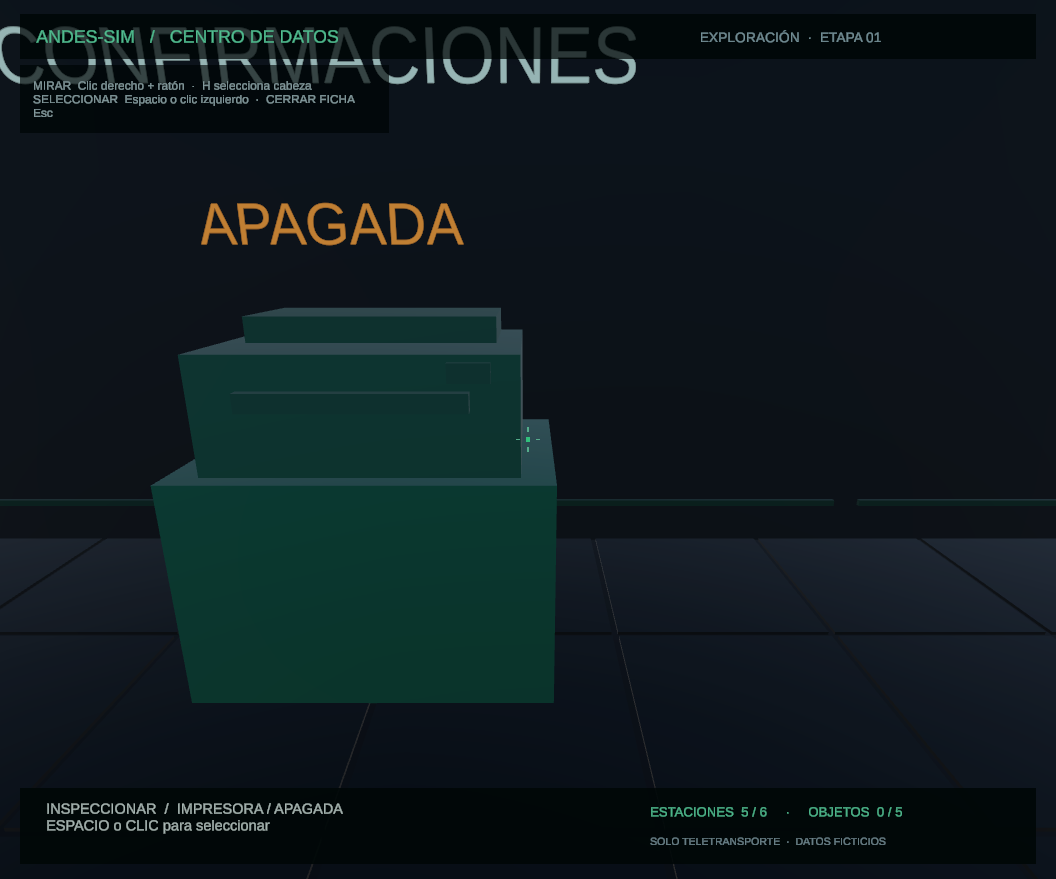 CONFIRMACIONES
ANDES-SIM / CENTRO DE DATOS
EXPLORACIÓN · ETAPA 01
MIRAR Clic derecho + ratón · H selecciona cabeza
SELECCIONAR Espacio o clic izquierdo · CERRAR FICHA
Esc
APAGADA
INSPECCIONAR / IMPRESORA / APAGADA
ESPACIO o CLIC para seleccionar
ESTACIONES 5 / 6 · OBJETOS 0 / 5
SOLO TELETRANSPORTE · DATOS FICTICIOS